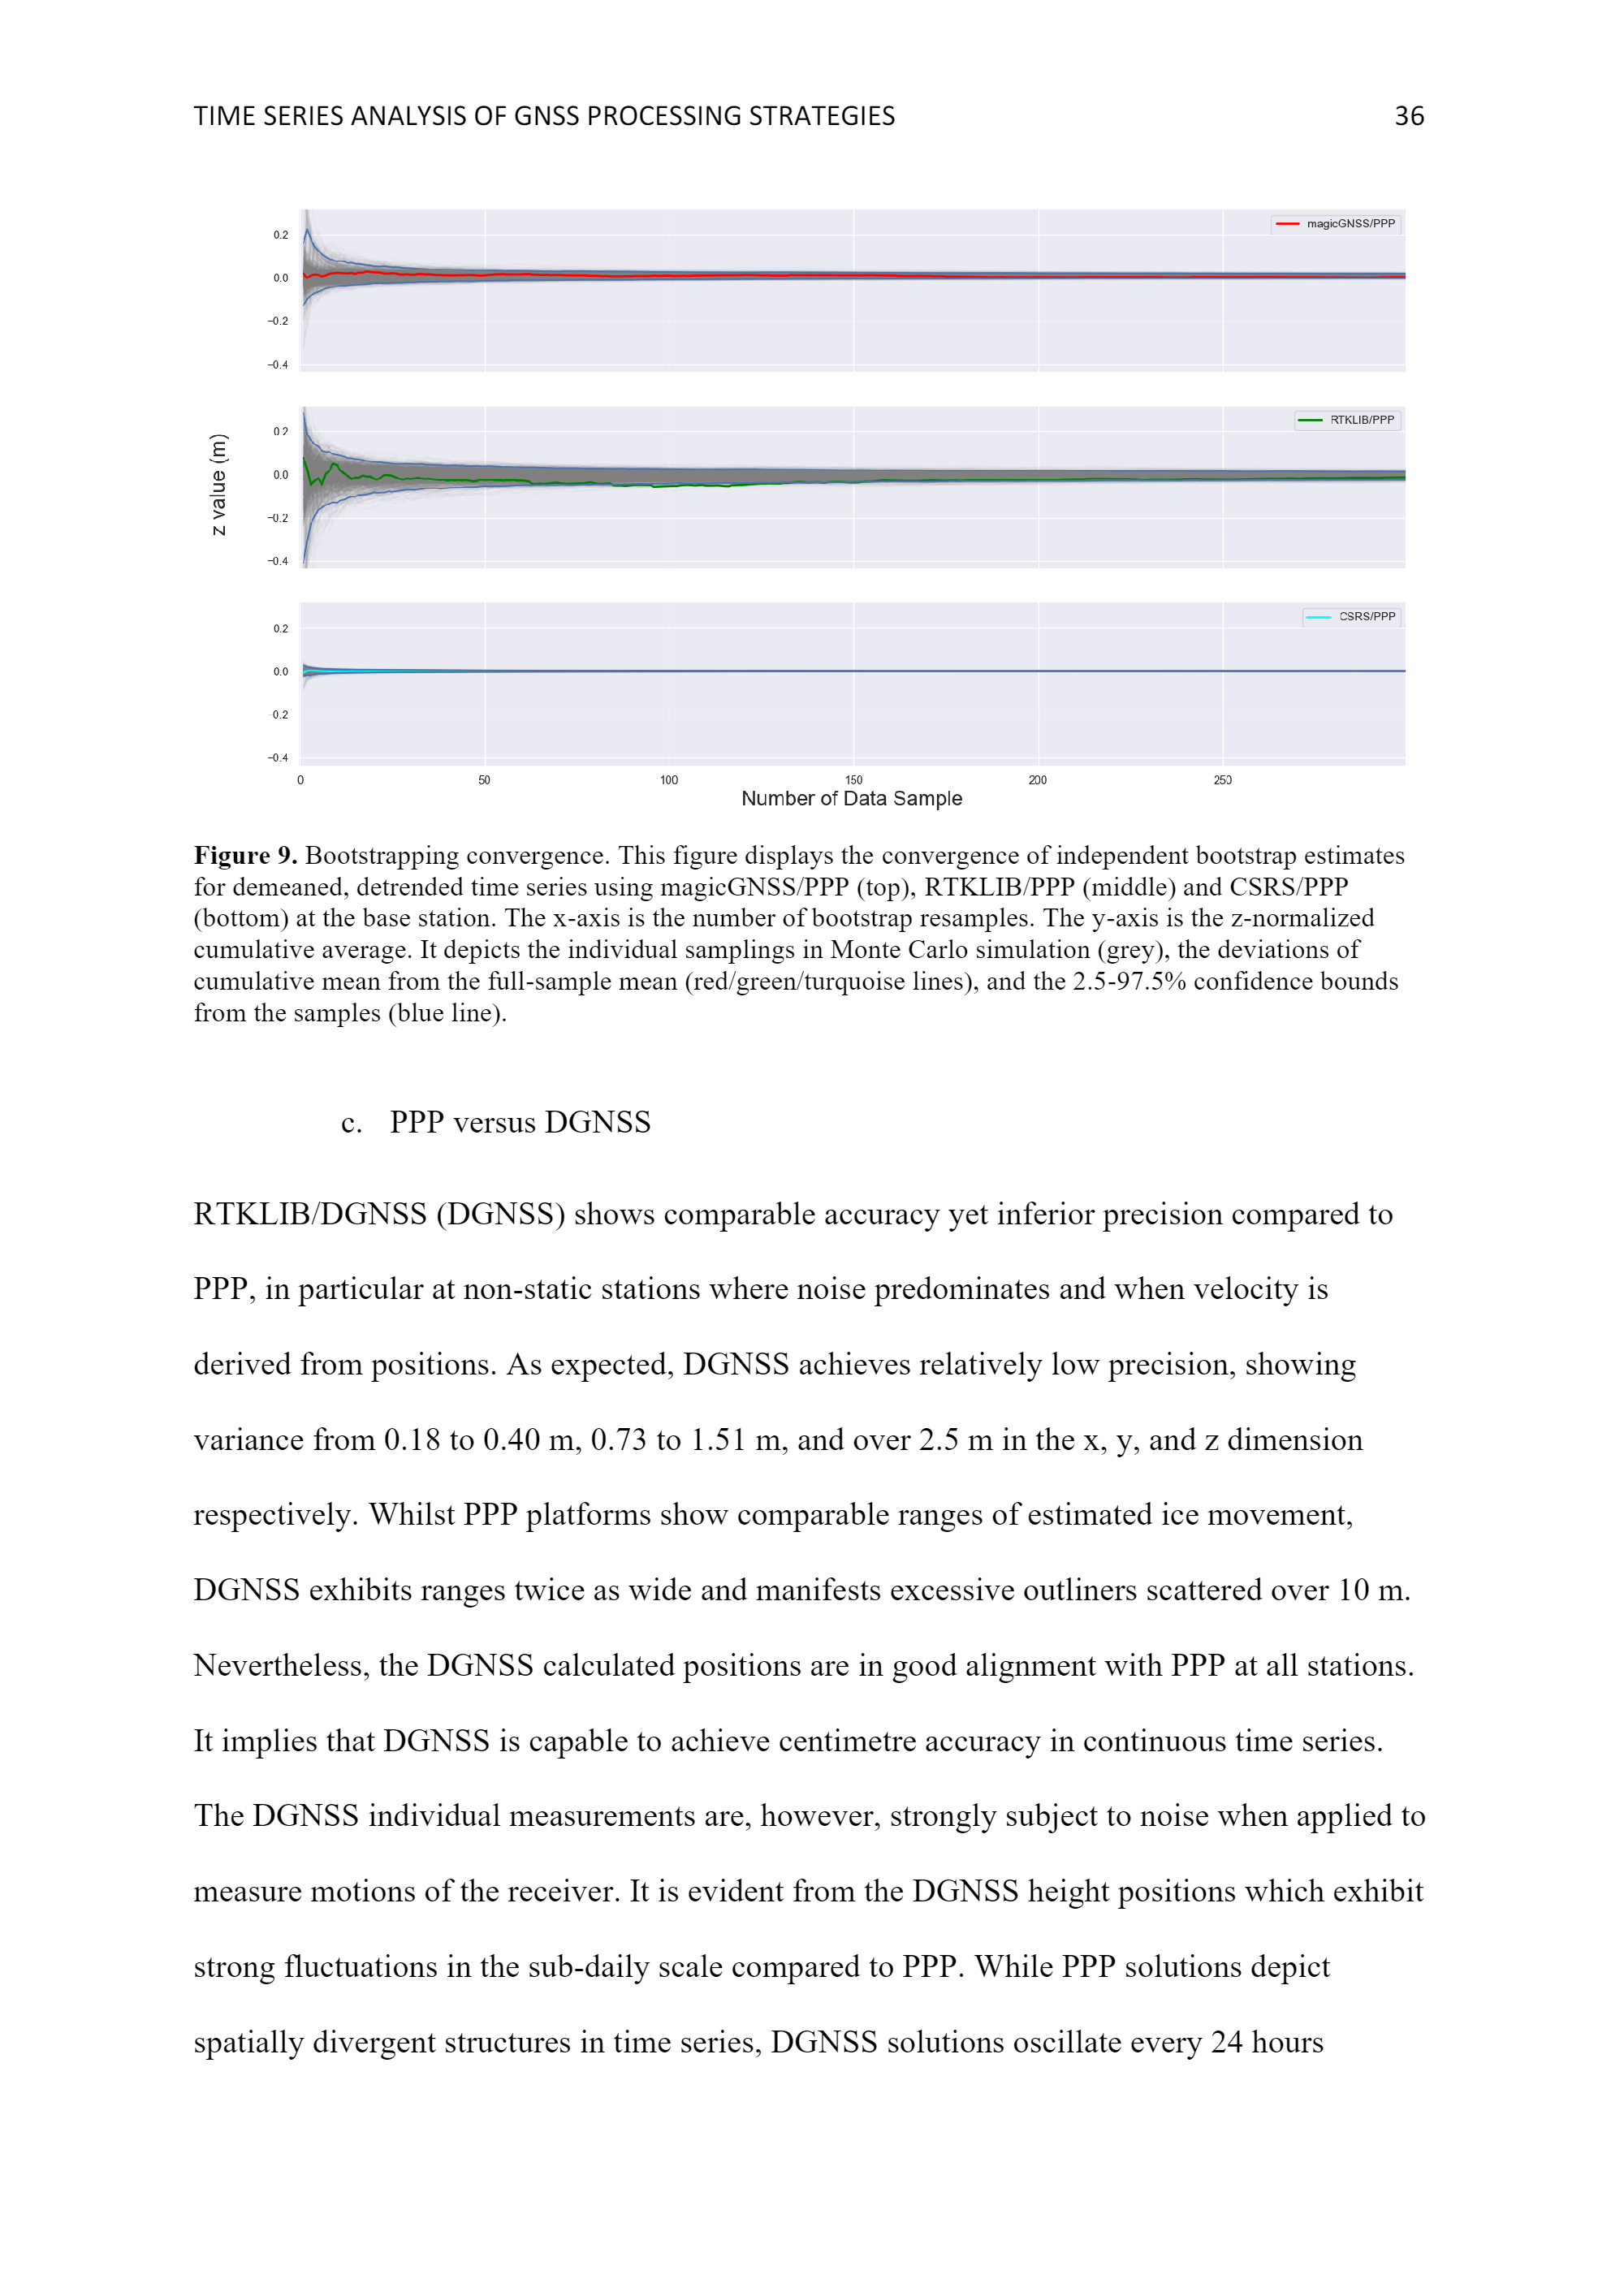 TIME SERIES ANALYSIS OF GNSS PROCESSING STRATEGIES 36
magicGNSS/PPP
0.2
0.0
−0.2
−0.4
RTKLIB/PPP
0.2
0.0
−0.2
−0.4
z value (m)
CSRS/PPP
0.2
0.0
-0.2
-0.4
0 50 100 150 200 250
Number of Data Sample
Figure 9. Bootstrapping convergence. This figure displays the convergence of independent bootstrap estimates
for demeaned, detrended time series using magicGNSS/PPP (top), RTKLIB/PPP (middle) and CSRS/PPP
(bottom) at the base station. The x-axis is the number of bootstrap resamples. The y-axis is the z-normalized
cumulative average. It depicts the individual samplings in Monte Carlo simulation (grey), the deviations of
cumulative mean from the full-sample mean (red/green/turquoise lines), and the 2.5-97.5% confidence bounds
from the samples (blue line).
c. PPP versus DGNSS
RTKLIB/DGNSS (DGNSS) shows comparable accuracy yet inferior precision compared to
PPP, in particular at non-static stations where noise predominates and when velocity is
derived from positions. As expected, DGNSS achieves relatively low precision, showing
variance from 0.18 to 0.40 m, 0.73 to 1.51 m, and over 2.5 m in the x, y, and z dimension
respectively. Whilst PPP platforms show comparable ranges of estimated ice movement,
DGNSS exhibits ranges twice as wide and manifests excessive outliners scattered over 10 m.
Nevertheless, the DGNSS calculated positions are in good alignment with PPP at all stations.
It implies that DGNSS is capable to achieve centimetre accuracy in continuous time series.
The DGNSS individual measurements are, however, strongly subject to noise when applied to
measure motions of the receiver. It is evident from the DGNSS height positions which exhibit
strong fluctuations in the sub-daily scale compared to PPP. While PPP solutions depict
spatially divergent structures in time series, DGNSS solutions oscillate every 24 hours